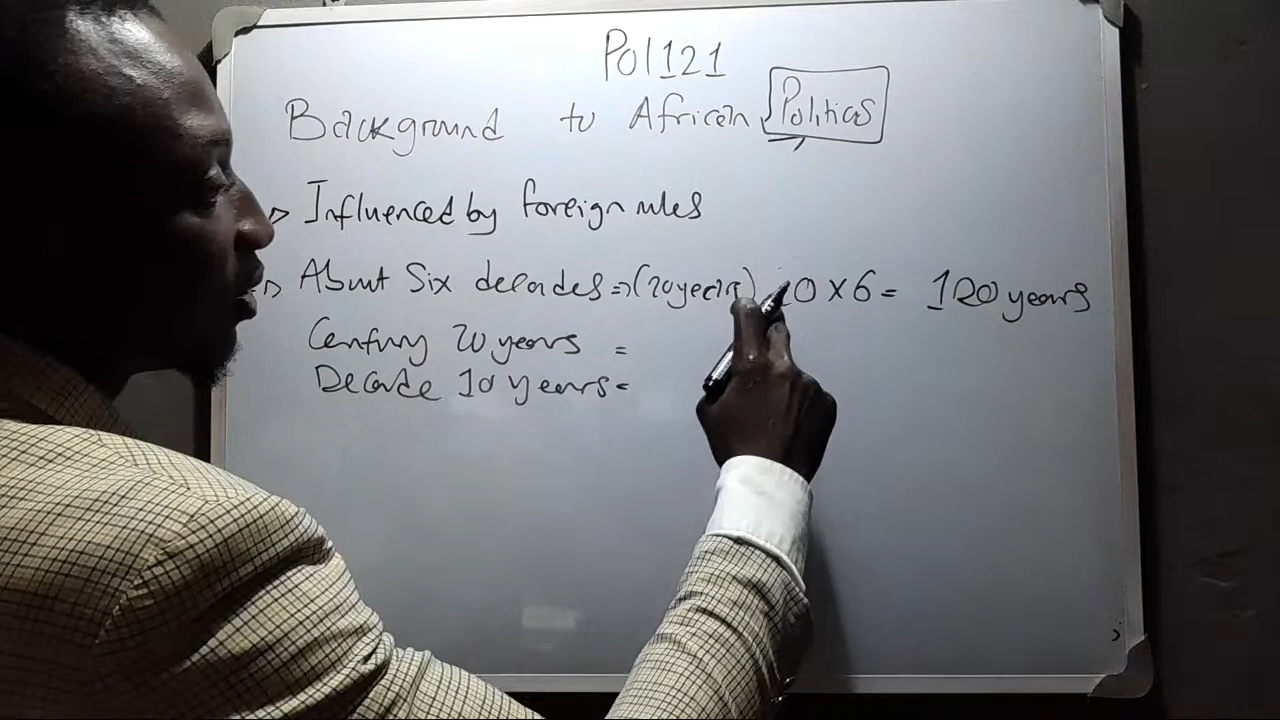 Pol121
Background to African Politics
Influenced by foreign rules
About Six decades => (20years) 20 x 6 = 120 years
Century 20 years =
Decade 10 years =